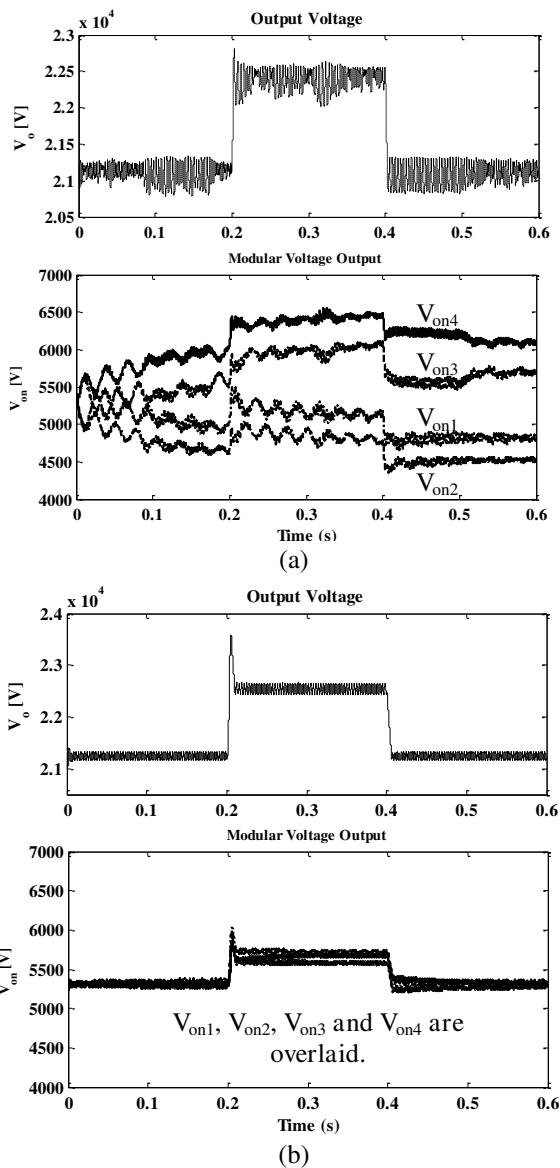 x 10⁴
Output Voltage
2.3
2.25
2.2
2.15
2.1
2.05
V_o [V]
0
0.1
0.2
0.3
0.4
0.5
0.6
Modular Voltage Output
7000
6500
6000
5500
5000
4500
4000
V_on [V]
V_on4
V_on3
V_on1
V_on2
0
0.1
0.2
0.3
0.4
0.5
0.6
Time (s)
(a)
x 10⁴
Output Voltage
2.4
2.3
2.2
2.1
V_o [V]
0
0.1
0.2
0.3
0.4
0.5
0.6
Modular Voltage Output
7000
6500
6000
5500
5000
4500
4000
V_on [V]
V_on1, V_on2, V_on3 and V_on4 are
overlaid.
0
0.1
0.2
0.3
0.4
0.5
0.6
Time (s)
(b)